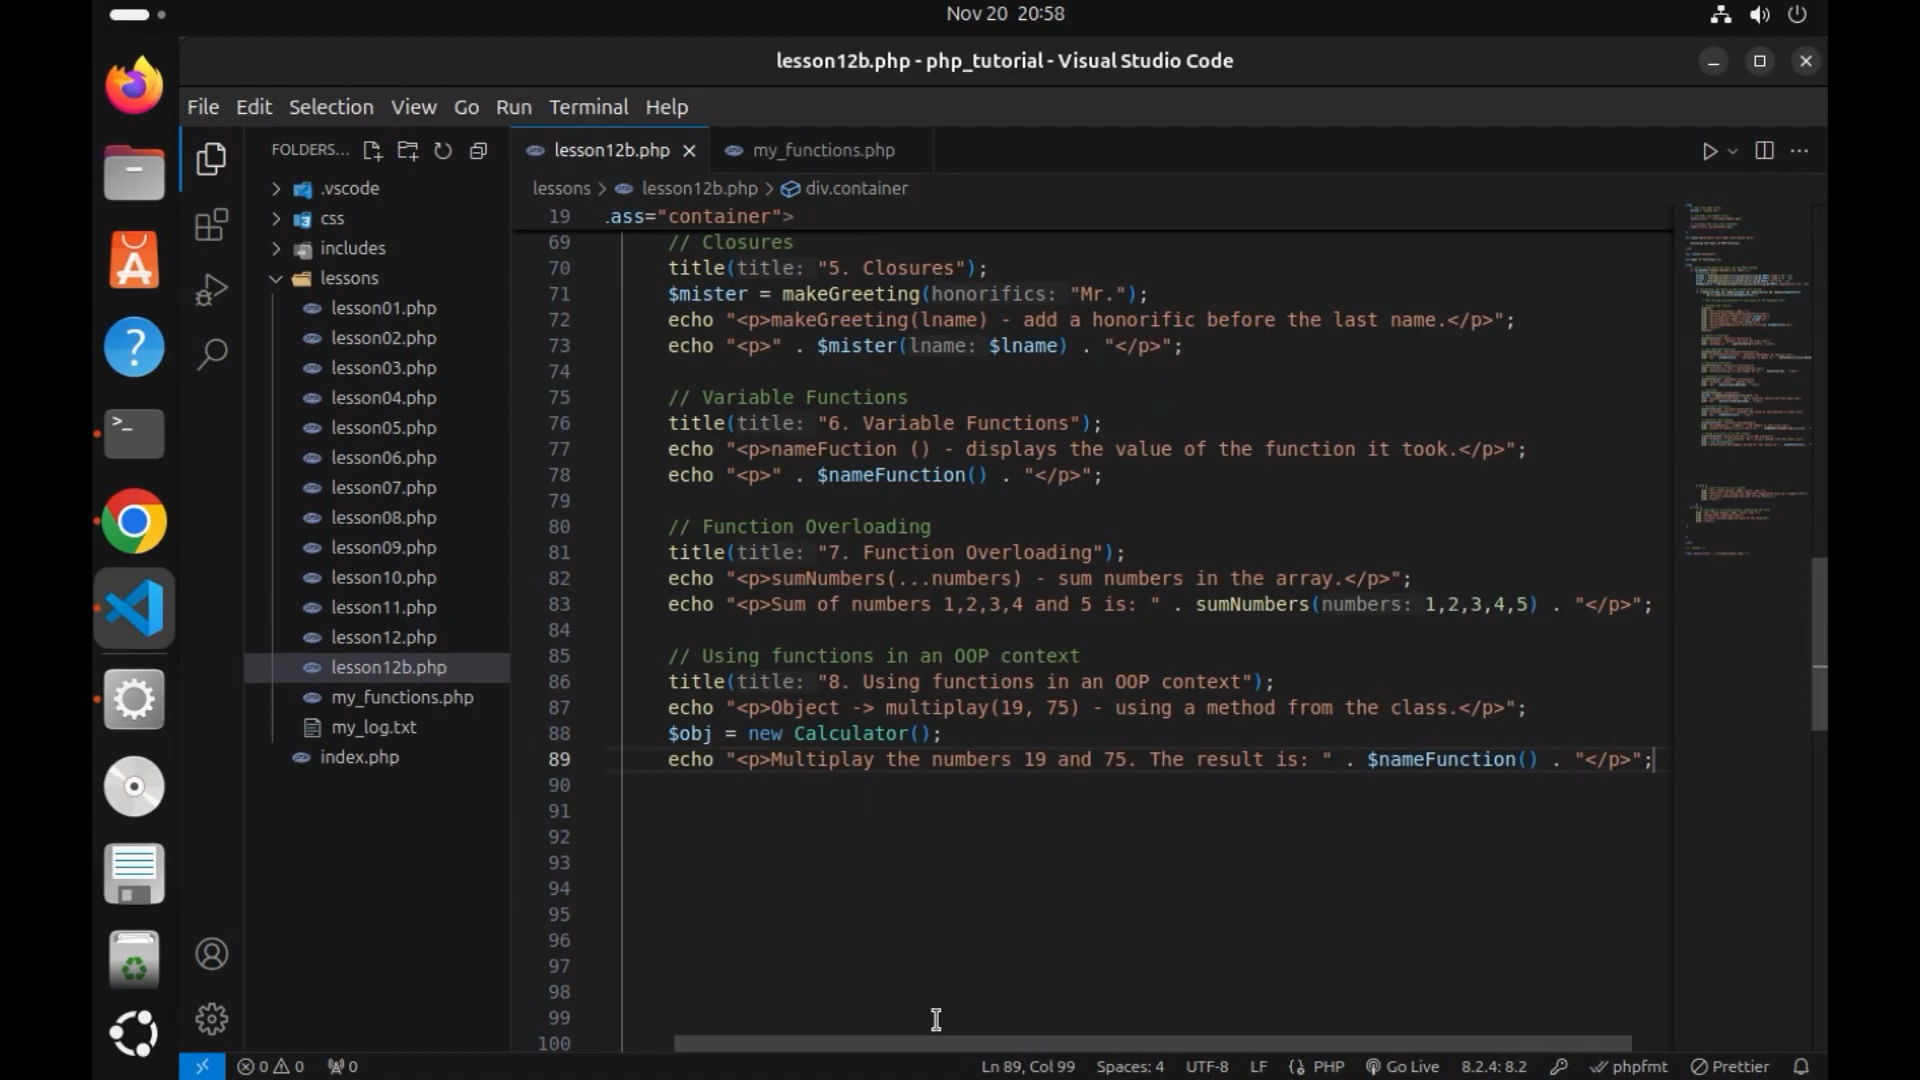 Nov 20 20:58
lesson12b.php - php_tutorial - Visual Studio Code
File Edit Selection View Go Run Terminal Help
FOLDERS...
lesson12b.php
my_functions.php
lessons > lesson12b.php > div.container
.vscode
css
includes
lessons
lesson01.php
lesson02.php
lesson03.php
lesson04.php
lesson05.php
lesson06.php
lesson07.php
lesson08.php
lesson09.php
lesson10.php
lesson11.php
lesson12.php
lesson12b.php
my_functions.php
my_log.txt
index.php
19 .ass="container">
69 // Closures
70 title(title: "5. Closures");
71 $mister = makeGreeting(honorifics: "Mr.");
72 echo "<p>makeGreeting(lname) - add a honorific before the last name.</p>";
73 echo "<p>" . $mister(lname: $lname) . "</p>";
74
75 // Variable Functions
76 title(title: "6. Variable Functions");
77 echo "<p>nameFuction () - displays the value of the function it took.</p>";
78 echo "<p>" . $nameFunction() . "</p>";
79
80 // Function Overloading
81 title(title: "7. Function Overloading");
82 echo "<p>sumNumbers(...numbers) - sum numbers in the array.</p>";
83 echo "<p>Sum of numbers 1,2,3,4 and 5 is: " . sumNumbers(numbers: 1,2,3,4,5) . "</p>";
84
85 // Using functions in an OOP context
86 title(title: "8. Using functions in an OOP context");
87 echo "<p>Object -> multiplay(19, 75) - using a method from the class.</p>";
88 $obj = new Calculator();
89 echo "<p>Multiplay the numbers 19 and 75. The result is: " . $nameFunction() . "</p>";
90
91
92
93
94
95
96
97
98
99
100
0 0 0 Ln 89, Col 99 Spaces: 4 UTF-8 LF {} PHP Go Live 8.2.4: 8.2 phpfmt Prettier